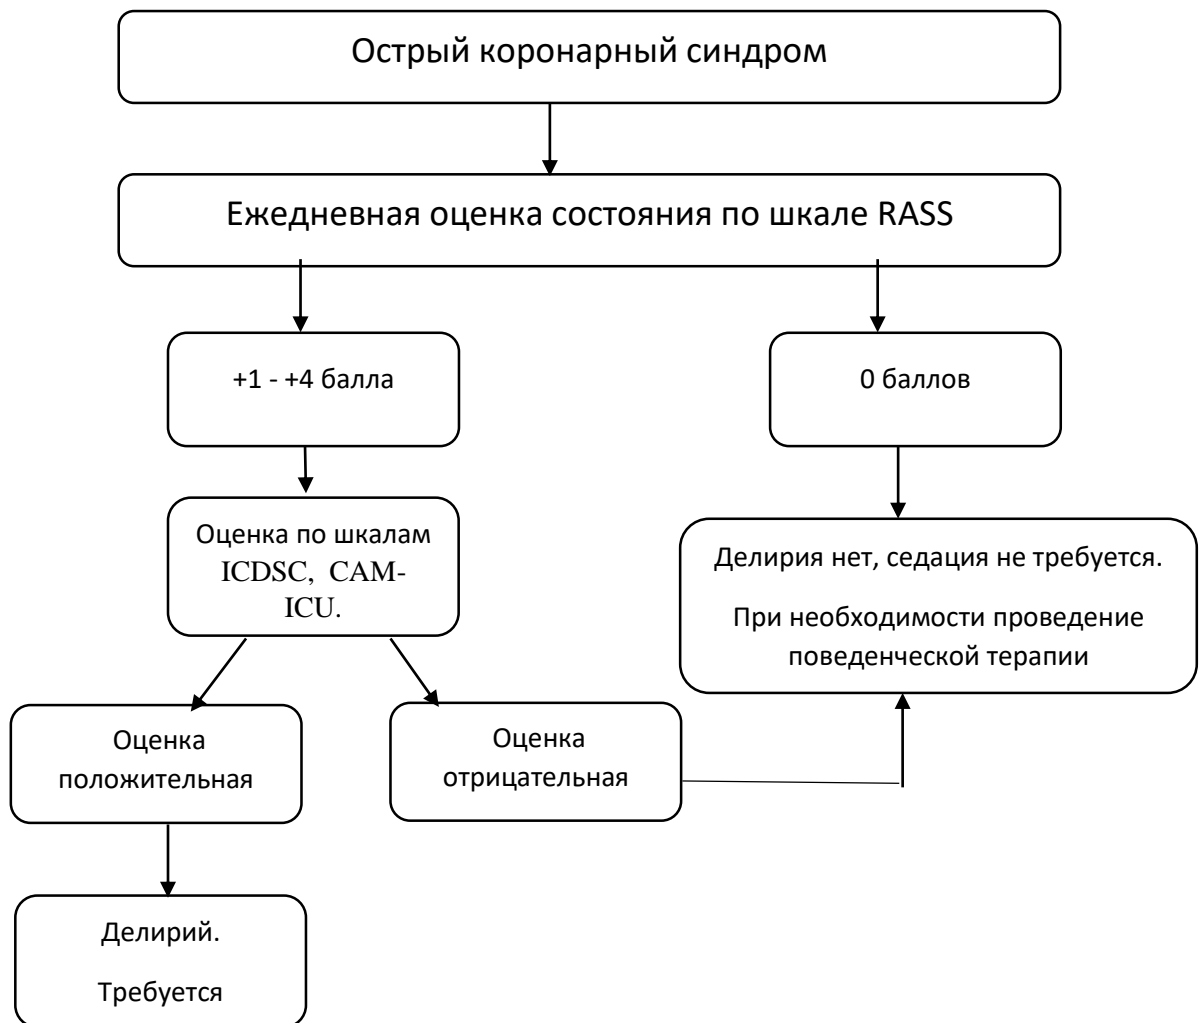 Острый коронарный синдром
Ежедневная оценка состояния по шкале RASS
+1 - +4 балла
0 баллов
Оценка по шкалам
ICDSC, CAM-
ICU.
Делирия нет, седация не требуется.
При необходимости проведение
поведенческой терапии
Оценка
положительная
Оценка
отрицательная
Делирий.
Требуется